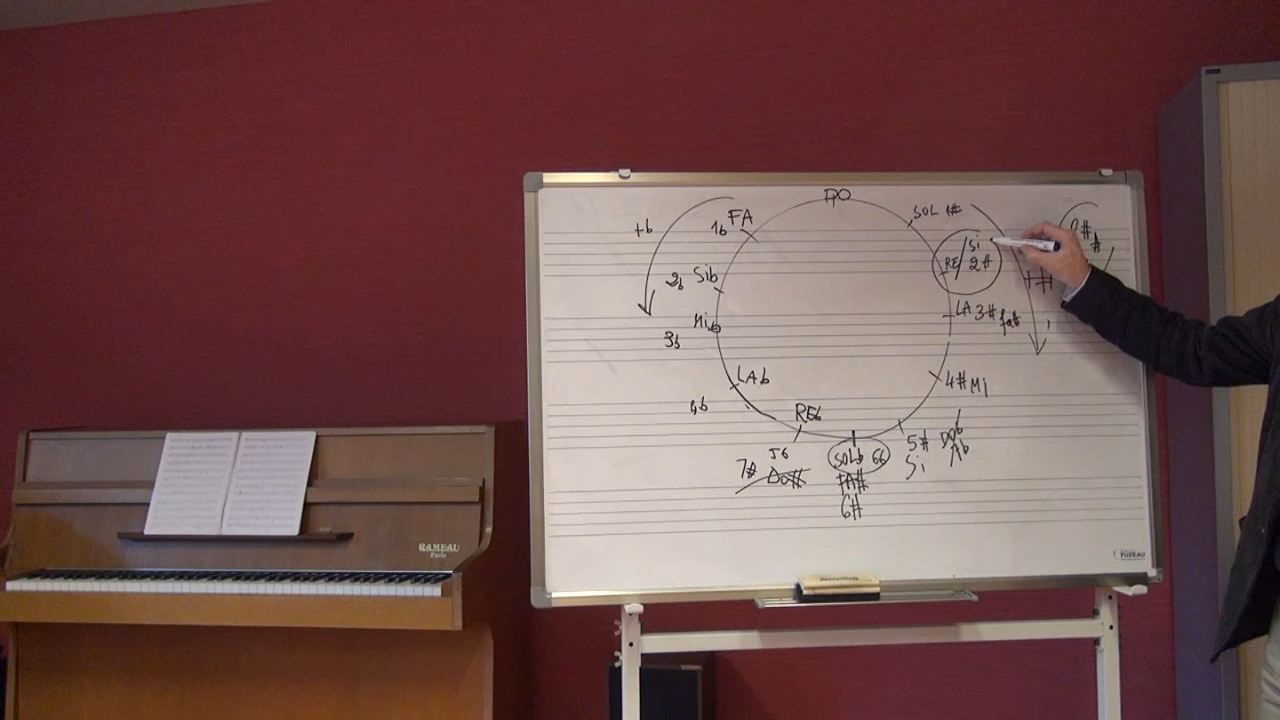 DO
FA
1b
SOL 1#
+b
Si
RE/ 2#
Sib
2b
+#
LA 3# fa#
Mib
3b
LAb
4b
4# Mi
REb
5#
Si
SOLb 6b
7#
Do#
FA#
6#
RAMEAU
Paris
FUZEAU